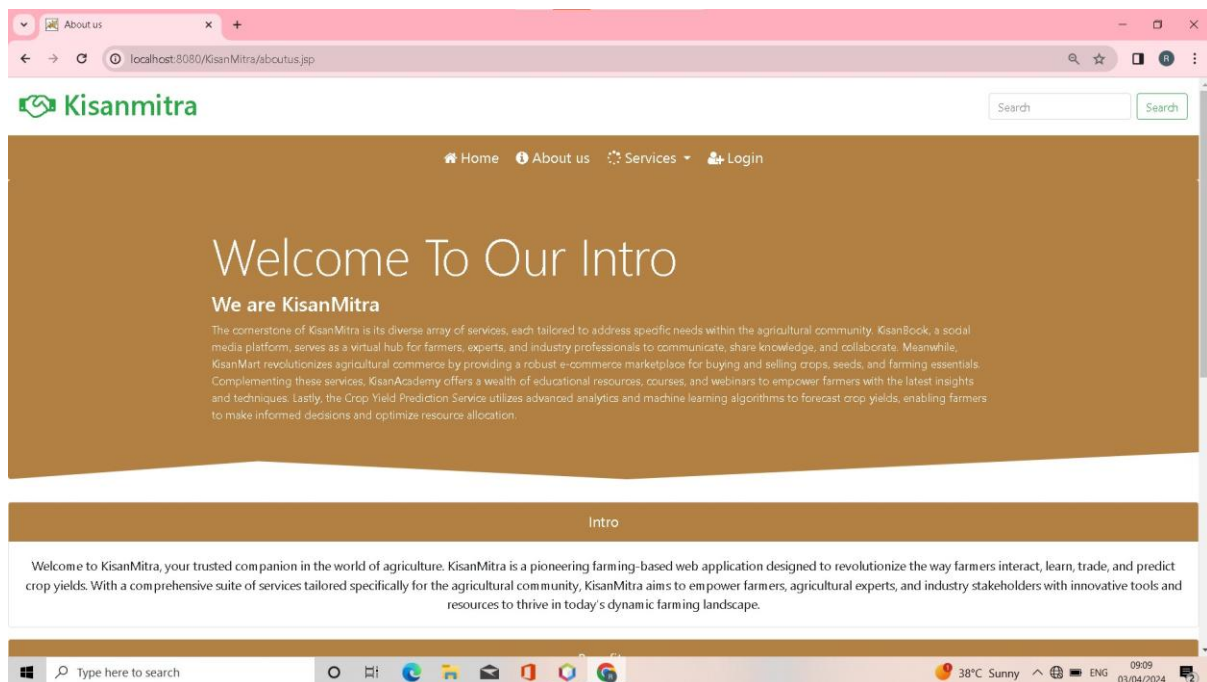 About us
localhost:8080/KisanMitra/aboutus.jsp
Kisanmitra
Search
Search
Home About us Services Login
Welcome To Our Intro
We are KisanMitra
The cornerstone of KisanMitra is its diverse array of services, each tailored to address specific needs within the agricultural community. KisanBook, a social
media platform, serves as a virtual hub for farmers, experts, and industry professionals to communicate, share knowledge, and collaborate. Meanwhile,
KisanMart revolutionizes agricultural commerce by providing a robust e-commerce marketplace for buying and selling crops, seeds, and farming essentials.
Complementing these services, KisanAcademy offers a wealth of educational resources, courses, and webinars to empower farmers with the latest insights
and techniques. Lastly, the Crop Yield Prediction Service utilizes advanced analytics and machine learning algorithms to forecast crop yields, enabling farmers
to make informed decisions and optimize resource allocation.
Intro
Welcome to KisanMitra, your trusted companion in the world of agriculture. KisanMitra is a pioneering farming-based web application designed to revolutionize the way farmers interact, learn, trade, and predict
crop yields. With a comprehensive suite of services tailored specifically for the agricultural community, KisanMitra aims to empower farmers, agricultural experts, and industry stakeholders with innovative tools and
resources to thrive in today's dynamic farming landscape.
Type here to search
38°C Sunny
ENG
09:09
03/04/2024